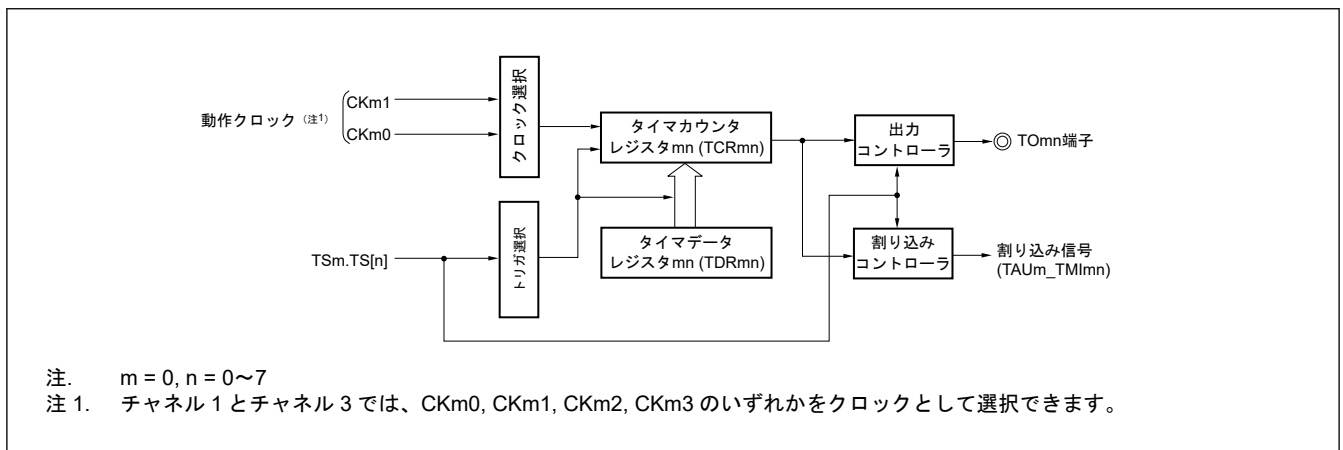 動作クロック (注1)
CKm1
CKm0
クロック選択
タイマカウンタ
レジスタmn (TCRmn)
出力
コントローラ
TOmn端子
TSm.TS[n]
トリガ選択
タイマデータ
レジスタmn (TDRmn)
割り込み
コントローラ
割り込み信号
(TAUm_TMImn)
注. m = 0, n = 0～7
注 1. チャネル 1 とチャネル 3 では、CKm0, CKm1, CKm2, CKm3 のいずれかをクロックとして選択できます。